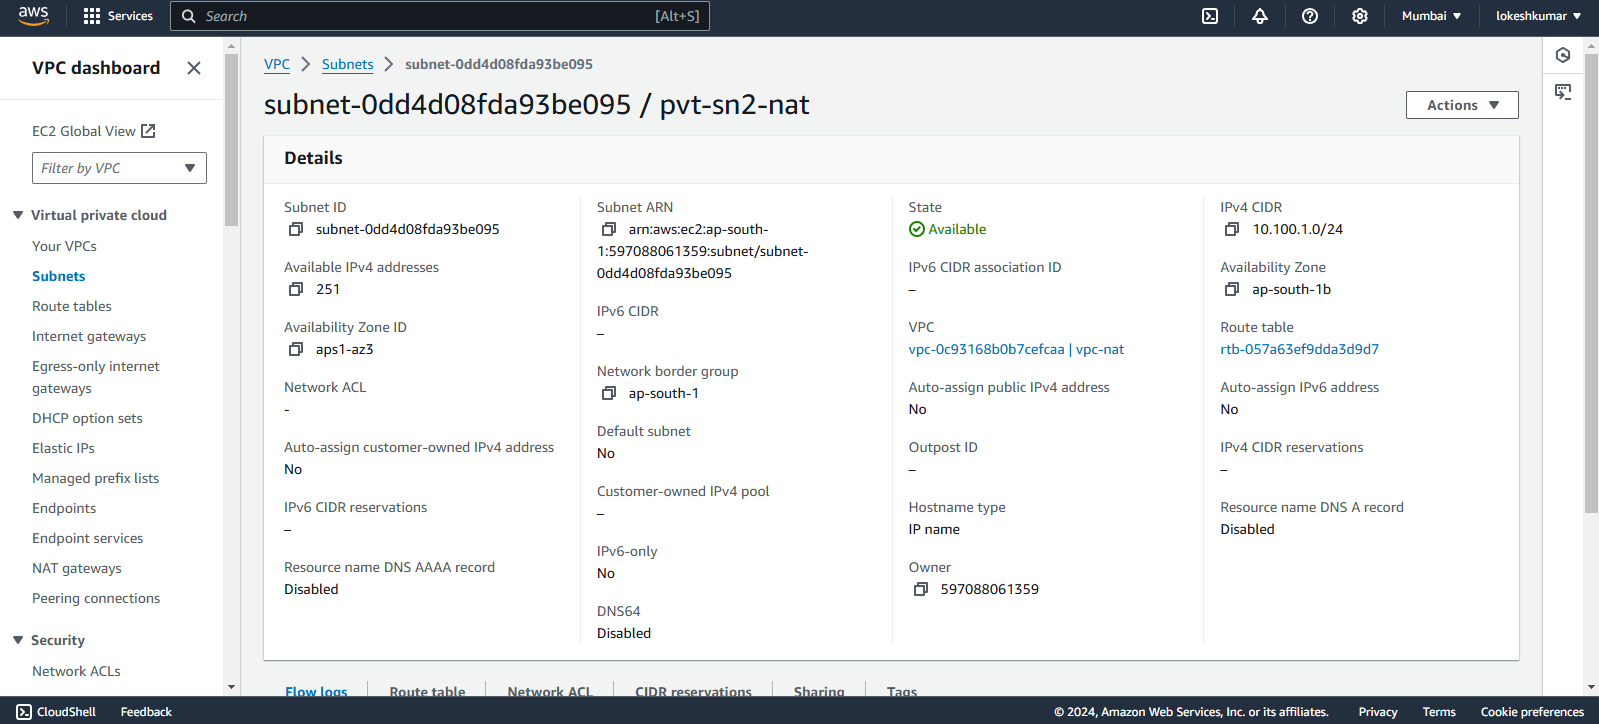 aws
Services
Search
[Alt+S]
Mumbai
lokeshkumar
VPC dashboard
EC2 Global View
Filter by VPC
Virtual private cloud
Your VPCs
Subnets
Route tables
Internet gateways
Egress-only internet
gateways
DHCP option sets
Elastic IPs
Managed prefix lists
Endpoints
Endpoint services
NAT gateways
Peering connections
Security
Network ACLs
VPC
Subnets
subnet-0dd4d08fda93be095
subnet-0dd4d08fda93be095 / pvt-sn2-nat
Actions
Details
Subnet ID
subnet-0dd4d08fda93be095
Available IPv4 addresses
251
Availability Zone ID
aps1-az3
Network ACL
-
Auto-assign customer-owned IPv4 address
No
IPv6 CIDR reservations
–
Resource name DNS AAAA record
Disabled
Subnet ARN
arn:aws:ec2:ap-south-
1:597088061359:subnet/subnet-
0dd4d08fda93be095
IPv6 CIDR
–
Network border group
ap-south-1
Default subnet
No
Customer-owned IPv4 pool
–
IPv6-only
No
DNS64
Disabled
State
Available
IPv6 CIDR association ID
–
VPC
vpc-0c93168b0b7cefcaa | vpc-nat
Auto-assign public IPv4 address
No
Outpost ID
–
Hostname type
IP name
Owner
597088061359
IPv4 CIDR
10.100.1.0/24
Availability Zone
ap-south-1b
Route table
rtb-057a63ef9dda3d9d7
Auto-assign IPv6 address
No
IPv4 CIDR reservations
–
Resource name DNS A record
Disabled
Flow logs
Route table
Network ACL
CIDR reservations
Sharing
Tags
CloudShell
Feedback
© 2024, Amazon Web Services, Inc. or its affiliates.
Privacy
Terms
Cookie preferences